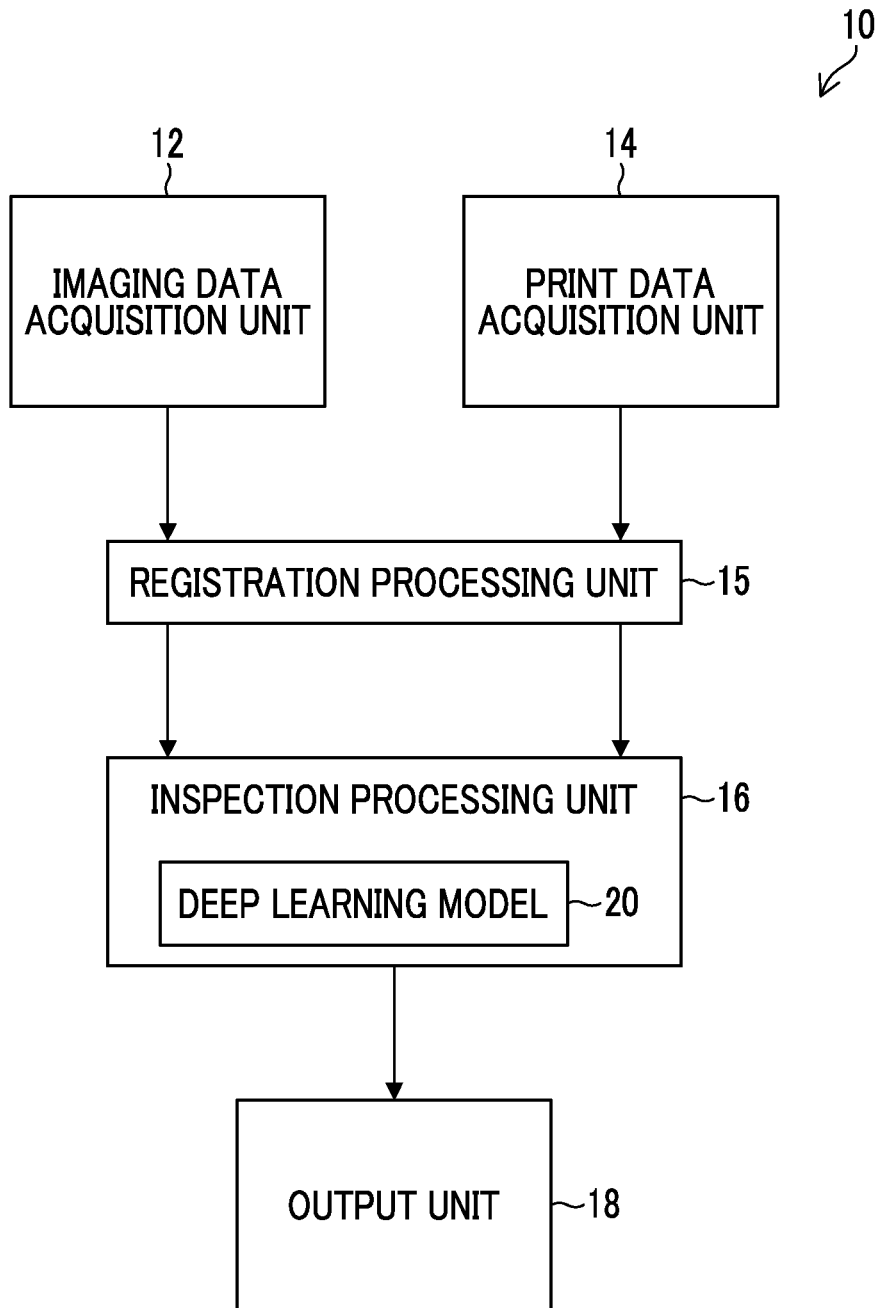 10
12
14
IMAGING DATA
ACQUISITION UNIT
PRINT DATA
ACQUISITION UNIT
REGISTRATION PROCESSING UNIT
15
INSPECTION PROCESSING UNIT
16
DEEP LEARNING MODEL
20
OUTPUT UNIT
18